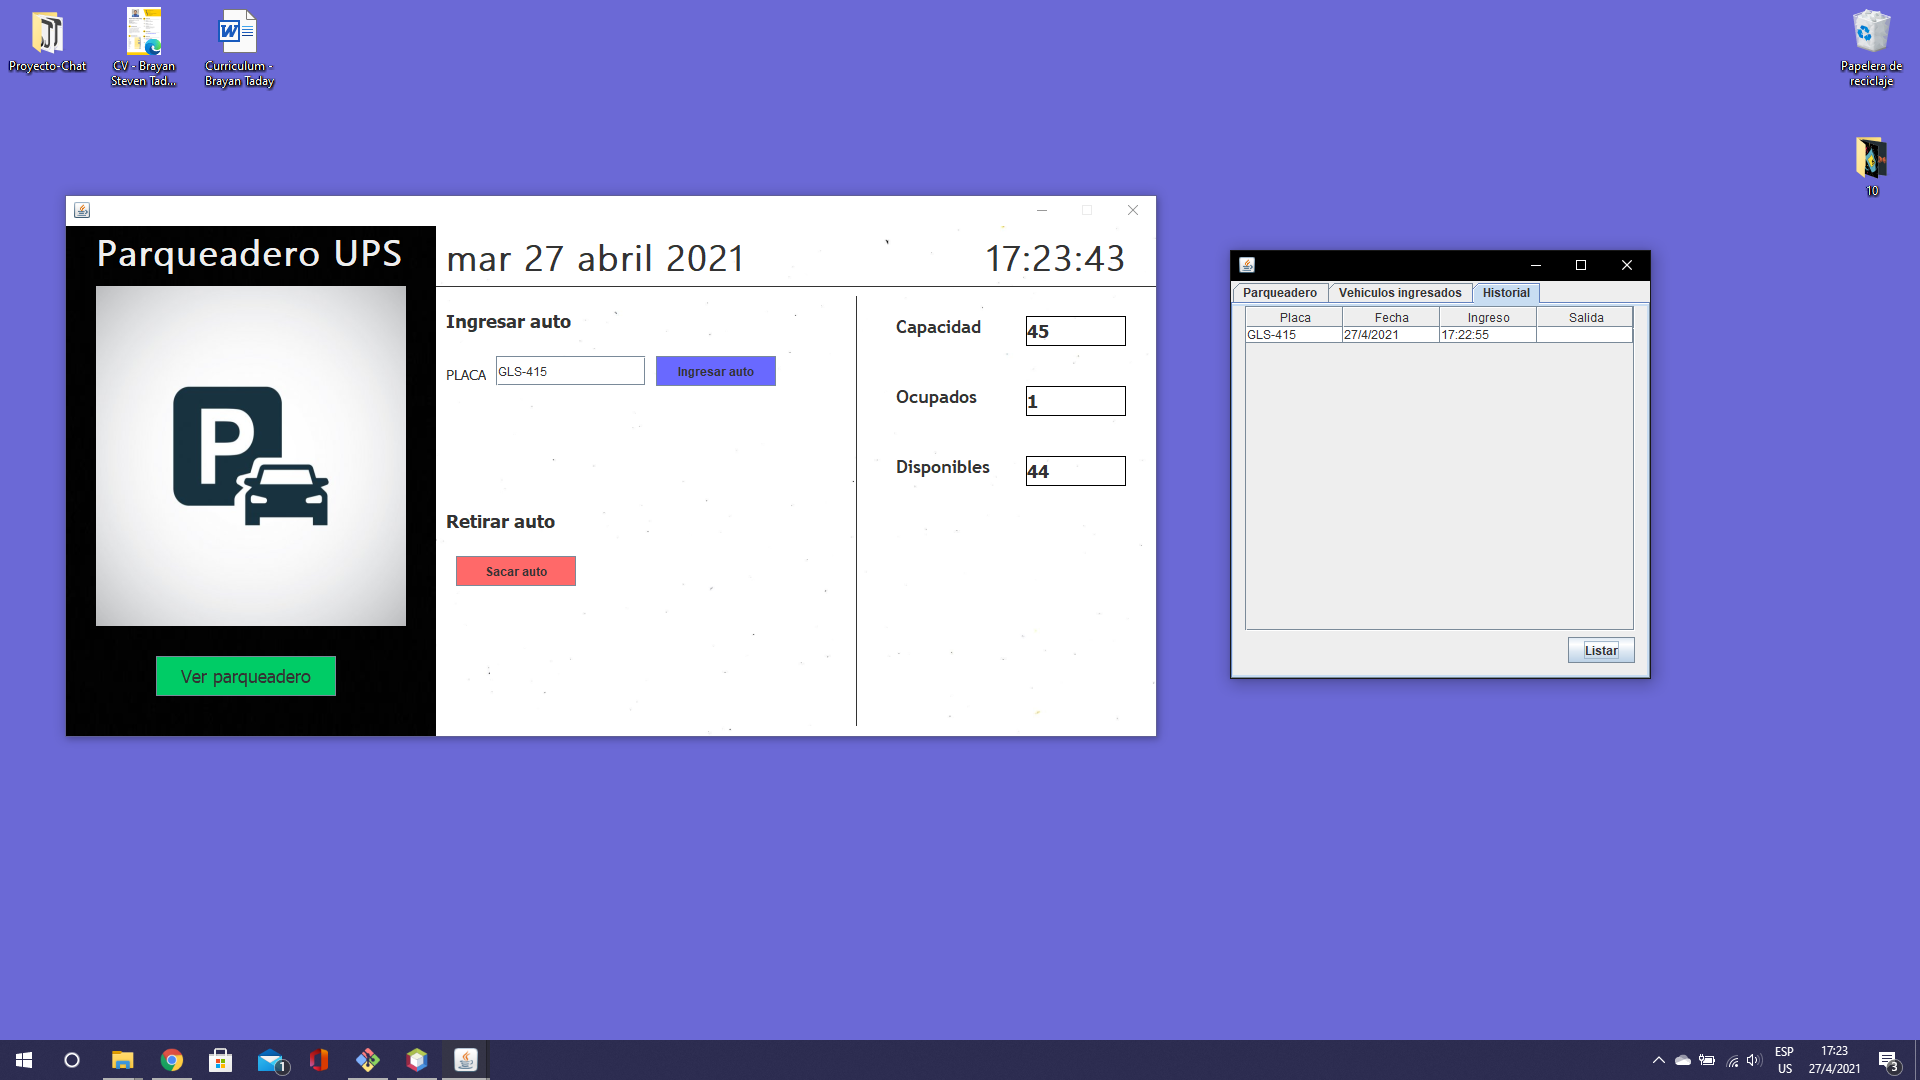 Proyecto-Chat
CV - Brayan
Steven Tad...
Curriculum -
Brayan Taday
Papelera de
reciclaje
10
Parqueadero UPS
P
Ver parqueadero
mar 27 abril 2021
17:23:43
Ingresar auto
PLACA
GLS-415
Ingresar auto
Retirar auto
Sacar auto
Capacidad
45
Ocupados
1
Disponibles
44
Parqueadero
Vehiculos ingresados
Historial
Placa Fecha Ingreso Salida
GLS-415 27/4/2021 17:22:55
Listar
1
ESP
US
17:23
27/4/2021
3